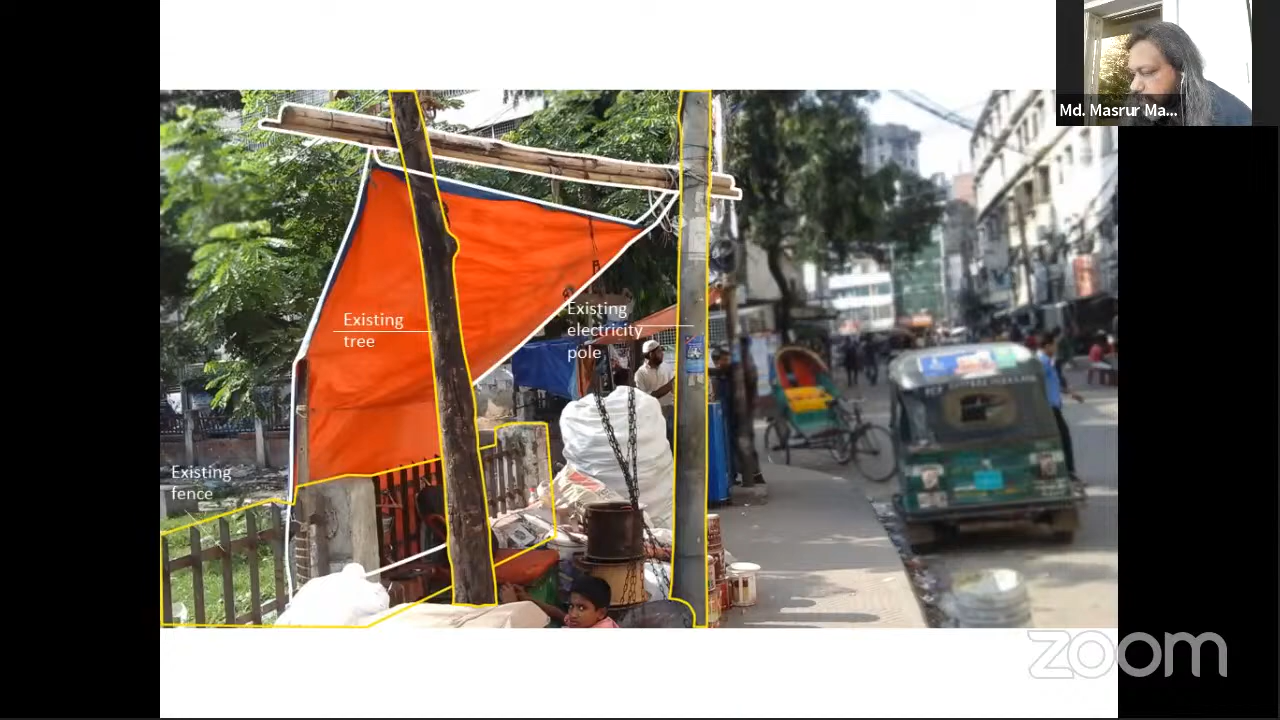 Md. Masrur Ma...
Existing
tree
Existing
electricity
pole
Existing
fence
zoom